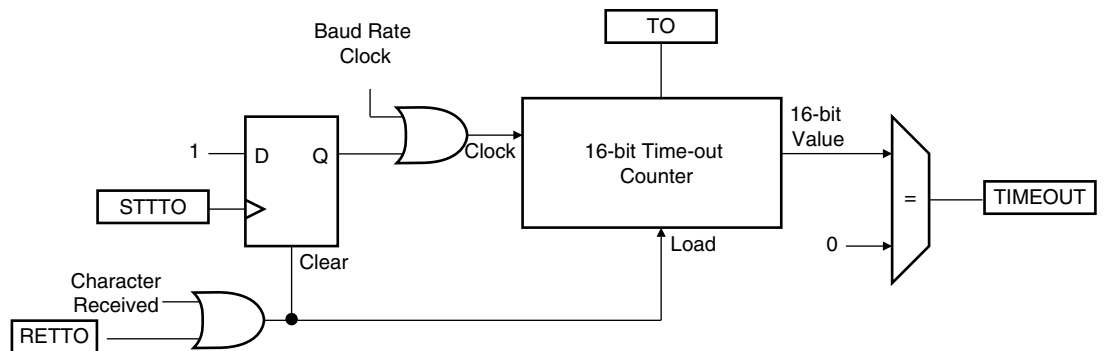 TO
Baud Rate
Clock
16-bit
Value
1
D
Q
Clock
16-bit Time-out
Counter
STTTO
TIMEOUT
=
0
Load
Clear
Character
Received
RETTO